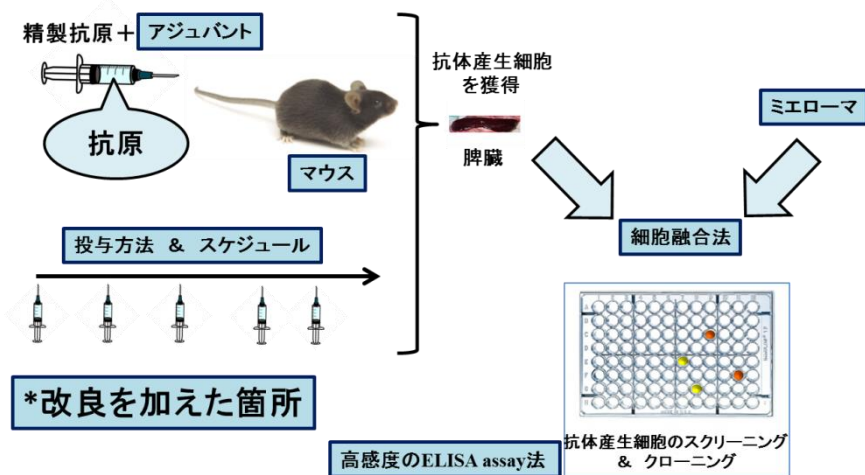 精製抗原+アジュバント
抗原
マウス
抗体産生細胞
を獲得
脾臓
ミエローマ
投与方法 & スケジュール
細胞融合法
*改良を加えた箇所
抗体産生細胞のスクリーニング
& クローニング
高感度のELISA assay法